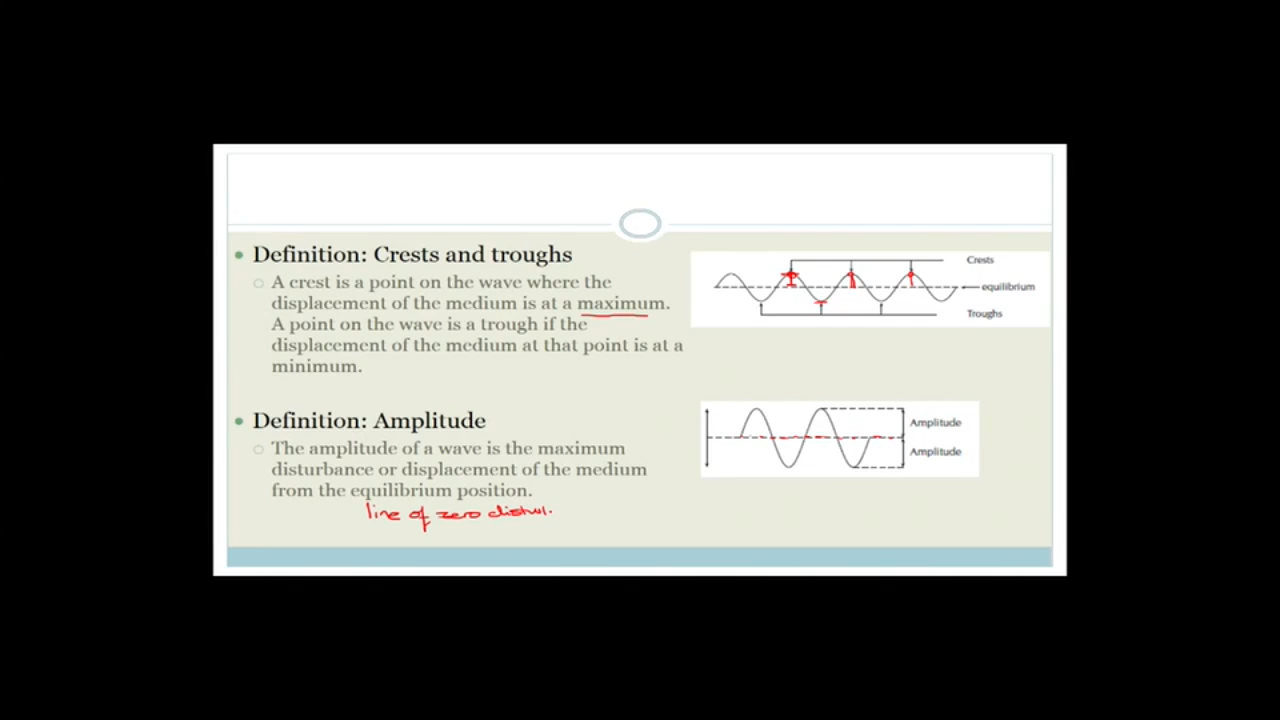 Definition: Crests and troughs
A crest is a point on the wave where the
displacement of the medium is at a maximum.
A point on the wave is a trough if the
displacement of the medium at that point is at a
minimum.
Crests
equilibrium
Troughs
Definition: Amplitude
The amplitude of a wave is the maximum
disturbance or displacement of the medium
from the equilibrium position.
line of zero
Amplitude
Amplitude